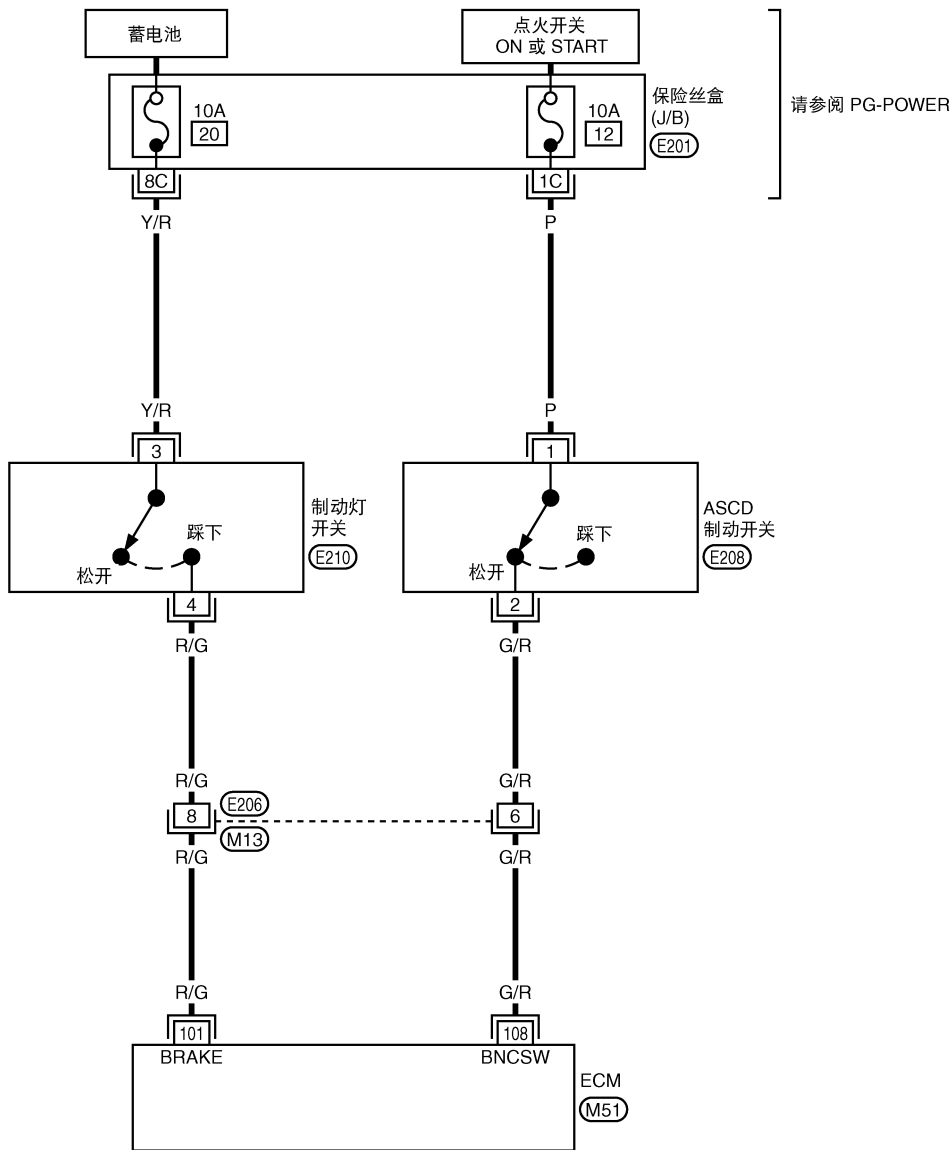 蓄电池
点火开关
ON 或 START
10A
20
10A
12
保险丝盒
(J/B)
E201
请参阅 PG-POWER
8C
1C
Y/R
P
Y/R
P
3
1
踩下
松开
制动灯
开关
E210
踩下
松开
ASCD
制动开关
E208
4
2
R/G
G/R
R/G
G/R
8
E206
M13
6
R/G
G/R
R/G
G/R
101
108
BRAKE
BNCSW
ECM
M51